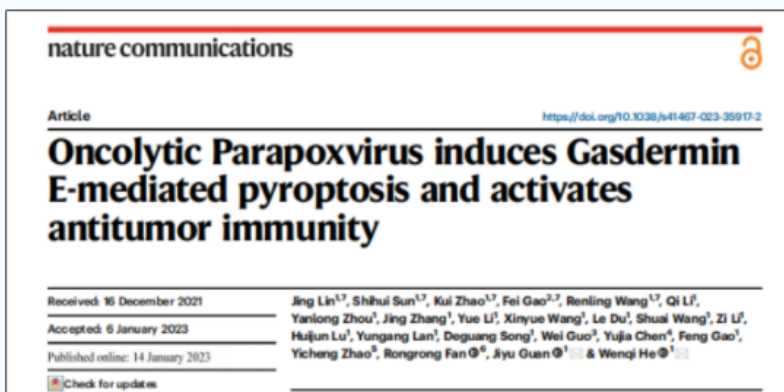 nature communications
Article
https://doi.org/10.1038/s41467-023-35917-2
Oncolytic Parapoxvirus induces Gasdermin
E-mediated pyroptosis and activates
antitumor immunity
Received: 16 December 2021
Accepted: 6 January 2023
Published online: 14 January 2023
Check for updates
Jing Lin1,7, Shihui Sun1,7, Kui Zhao1,7, Fei Gao2,7, Renling Wang1,7, Qi Li1,
Yanlong Zhou1, Jing Zhang1, Yue Li1, Xinyue Wang1, Le Du1, Shuai Wang1, Zi Li1,
Huijun Lu1, Yungang Lan1, Deguang Song1, Wei Guo3, Yujia Chen4, Feng Gao1,
Yicheng Zhao5, Rongrong Fan6, Jiyu Guan1 & Wenqi He1